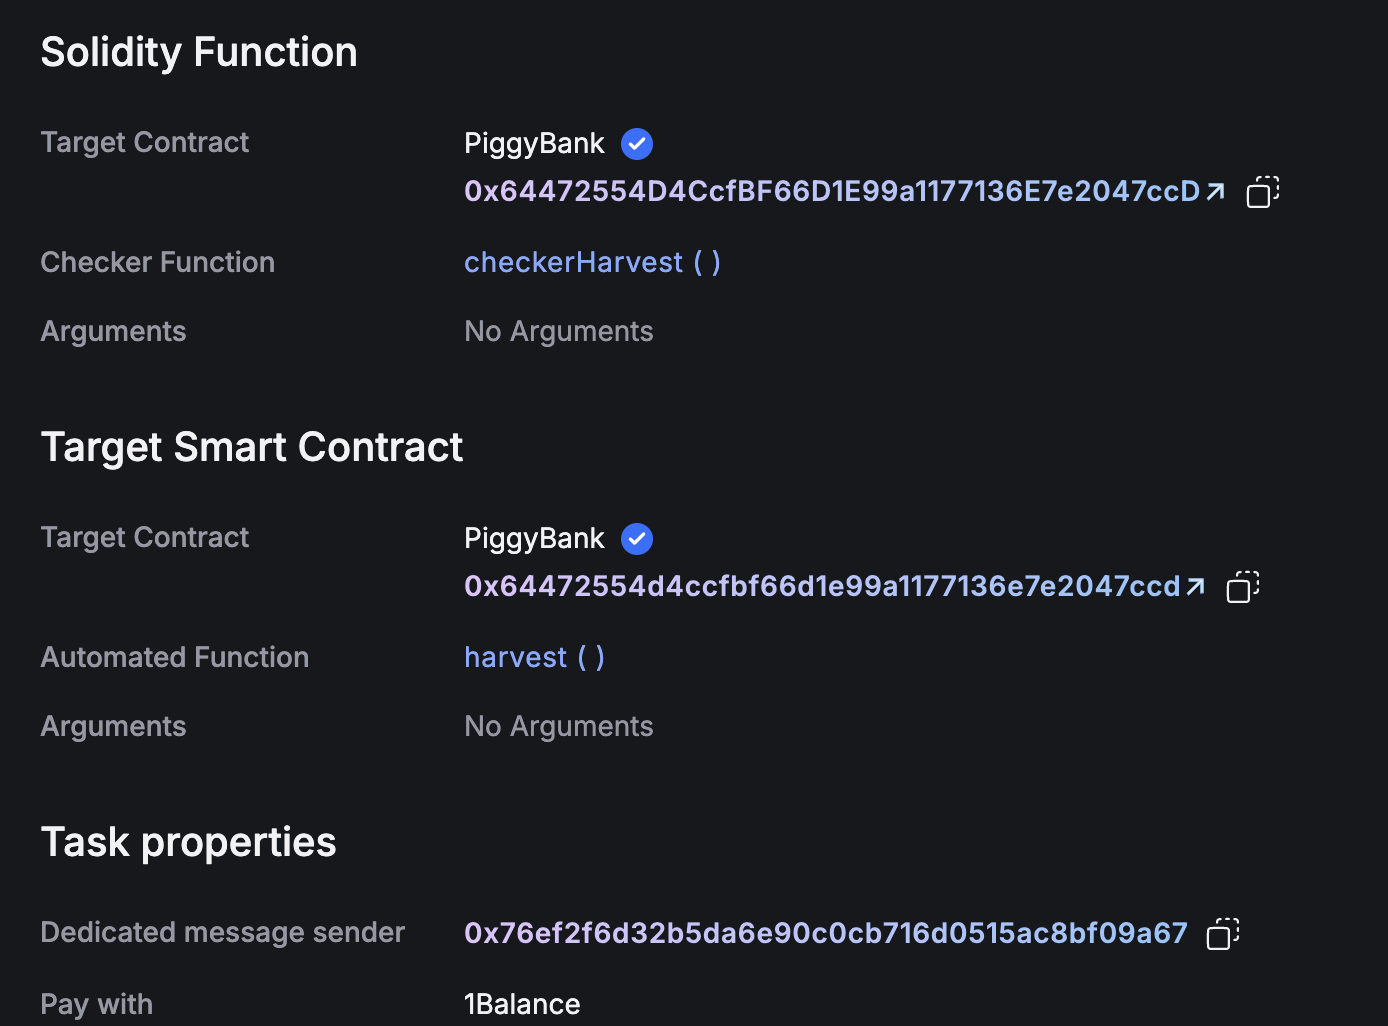 Solidity Function
Target Contract PiggyBank
0x64472554D4CcfBF66D1E99a1177136E7e2047ccD
Checker Function checkerHarvest ( )
Arguments No Arguments
Target Smart Contract
Target Contract PiggyBank
0x64472554d4ccfbf66d1e99a1177136e7e2047ccd
Automated Function harvest ( )
Arguments No Arguments
Task properties
Dedicated message sender 0x76ef2f6d32b5da6e90c0cb716d0515ac8bf09a67
Pay with 1Balance